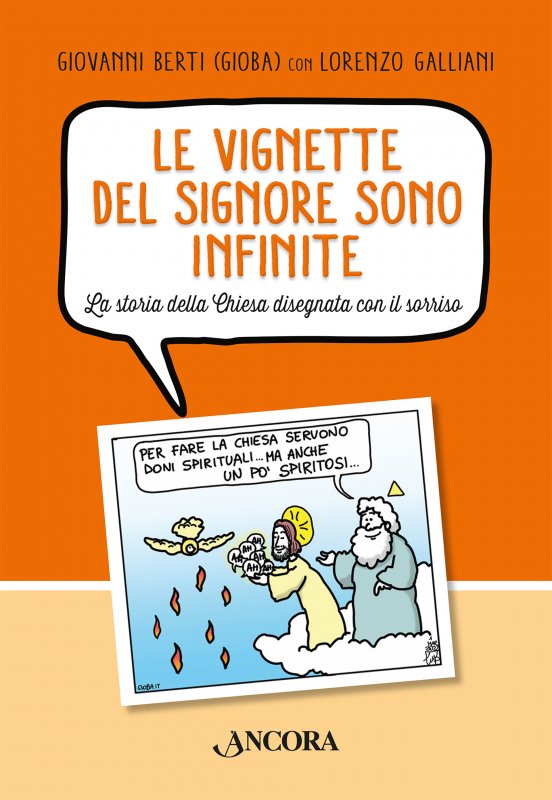 GIOVANNI BERTI (GIOBA) CON LORENZO GALLIANI
LE VIGNETTE
DEL SIGNORE SONO
INFINITE
La storia della Chiesa disegnata con il sorriso
PER FARE LA CHIESA SERVONO
DONI SPIRITUALI... MA ANCHE
UN PO' SPIRITOSI...
AH
AH AH
AH AH
AH AH
GIOBA.IT
ANCORA